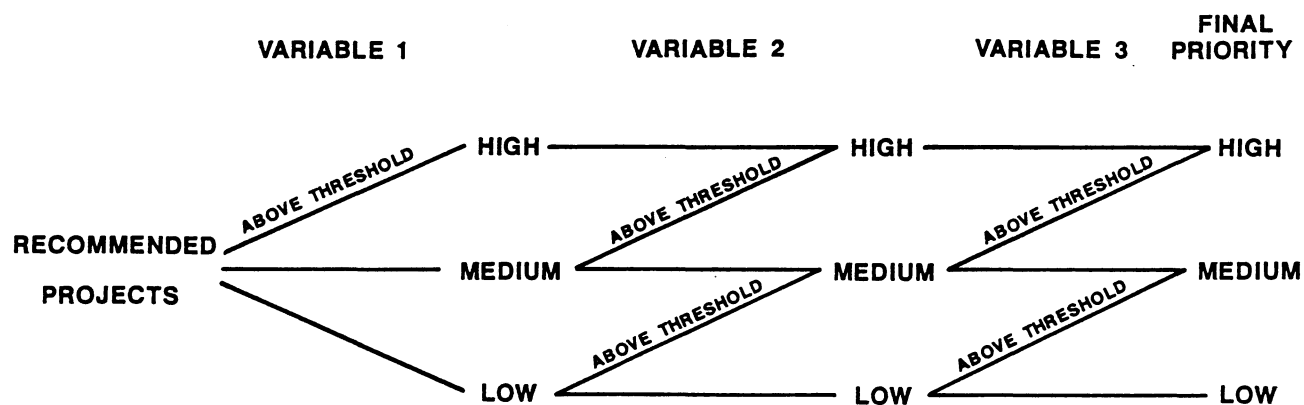 VARIABLE 1
VARIABLE 2
VARIABLE 3
FINAL
PRIORITY
HIGH
HIGH
HIGH
ABOVE THRESHOLD
ABOVE THRESHOLD
ABOVE THRESHOLD
RECOMMENDED
PROJECTS
MEDIUM
MEDIUM
MEDIUM
ABOVE THRESHOLD
ABOVE THRESHOLD
LOW
LOW
LOW